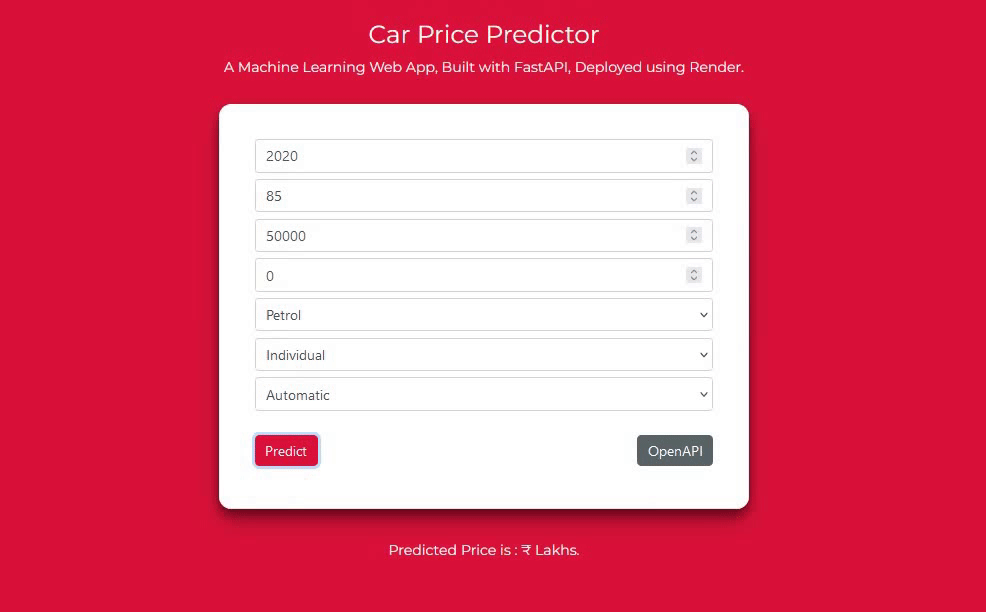 Car Price Predictor
A Machine Learning Web App, Built with FastAPI, Deployed using Render.
2020
85
50000
0
Petrol
Individual
Automatic
Predict OpenAPI
Predicted Price is : ₹ Lakhs.